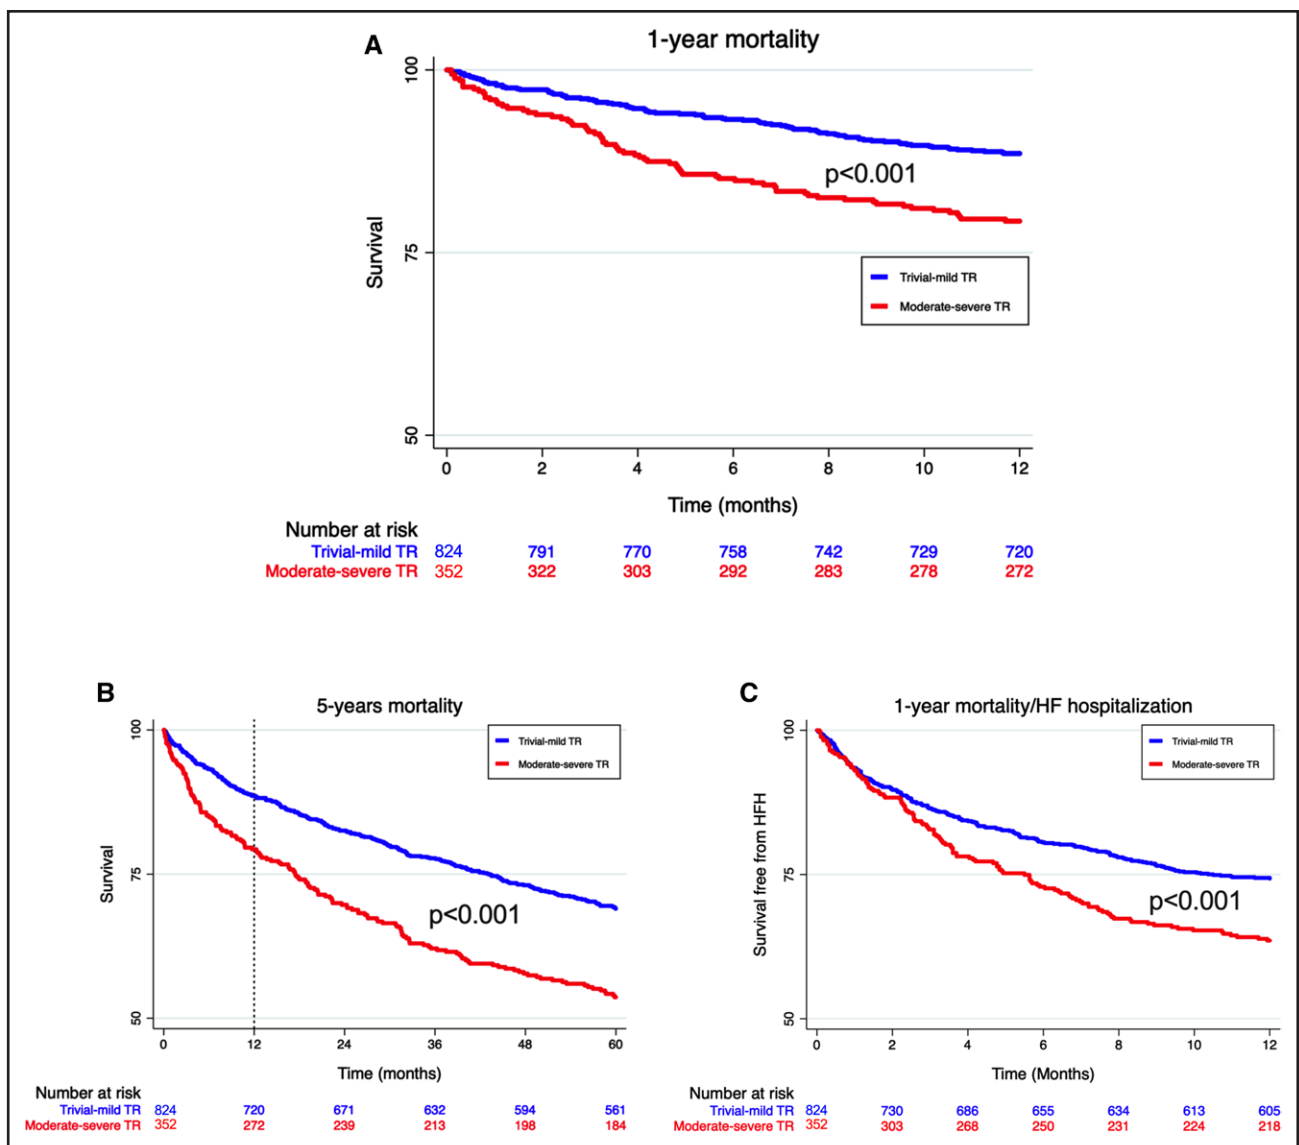 A
1-year mortality
100
75
50
Survival
p<0.001
Trivial-mild TR
Moderate-severe TR
0 2 4 6 8 10 12
Time (months)
Number at risk
Trivial-mild TR 824 791 770 758 742 729 720
Moderate-severe TR 352 322 303 292 283 278 272
B
5-years mortality
100
75
50
Survival
Trivial-mild TR
Moderate-severe TR
p<0.001
0 12 24 36 48 60
Time (months)
Number at risk
Trivial-mild TR 824 720 671 632 594 561
Moderate-severe TR 352 272 239 213 198 184
C
1-year mortality/HF hospitalization
100
75
50
Survival free from HFH
Trivial-mild TR
Moderate-severe TR
p<0.001
0 2 4 6 8 10 12
Time (Months)
Number at risk
Trivial-mild TR 824 730 686 655 634 613 605
Moderate-severe TR 352 303 268 250 231 224 218